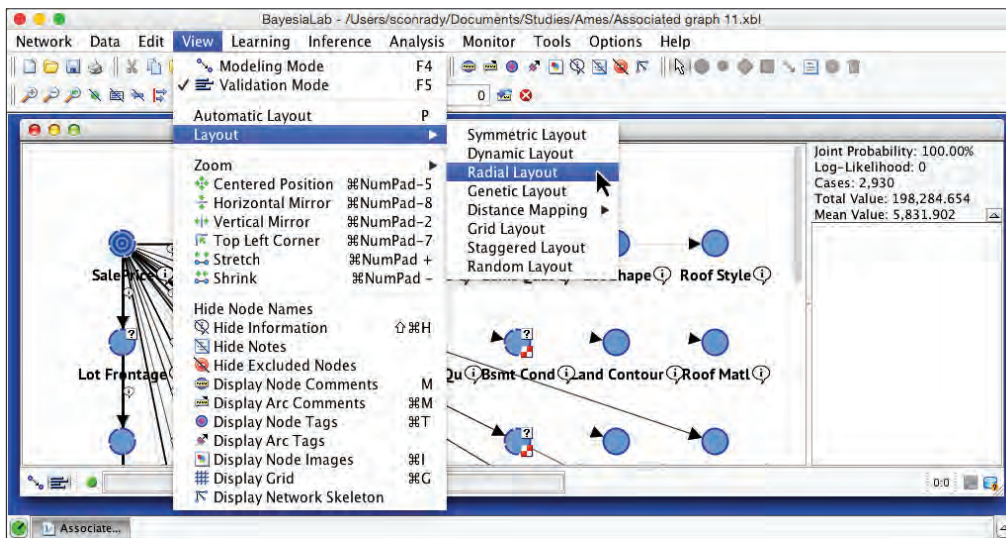 BayesiaLab - /Users/sconrady/Documents/Studies/Ames/Associated graph 11.xbl
Network Data Edit View Learning Inference Analysis Monitor Tools Options Help
Modeling Mode F4
✓ Validation Mode F5
0
Automatic Layout P
Layout ▶
Zoom ▶
Centered Position ⌘NumPad-5
Horizontal Mirror ⌘NumPad-8
Vertical Mirror ⌘NumPad-2
Top Left Corner ⌘NumPad-7
Stretch ⌘NumPad +
Shrink ⌘NumPad -
Hide Node Names
Hide Information ⇧⌘H
Hide Notes
Hide Excluded Nodes
Display Node Comments M
Display Arc Comments ⌘M
Display Node Tags ⌘T
Display Arc Tags
Display Node Images ⌘I
Display Grid ⌘G
Display Network Skeleton
Symmetric Layout
Dynamic Layout
Radial Layout
Genetic Layout
Distance Mapping ▶
Grid Layout
Staggered Layout
Random Layout
Joint Probability: 100.00%
Log-Likelihood: 0
Cases: 2,930
Total Value: 198,284.654
Mean Value: 5,831.902
hape Roof Style
Lot Frontage
Qu Bsmt Cond Land Contour Roof Matl
0:0
Associate...